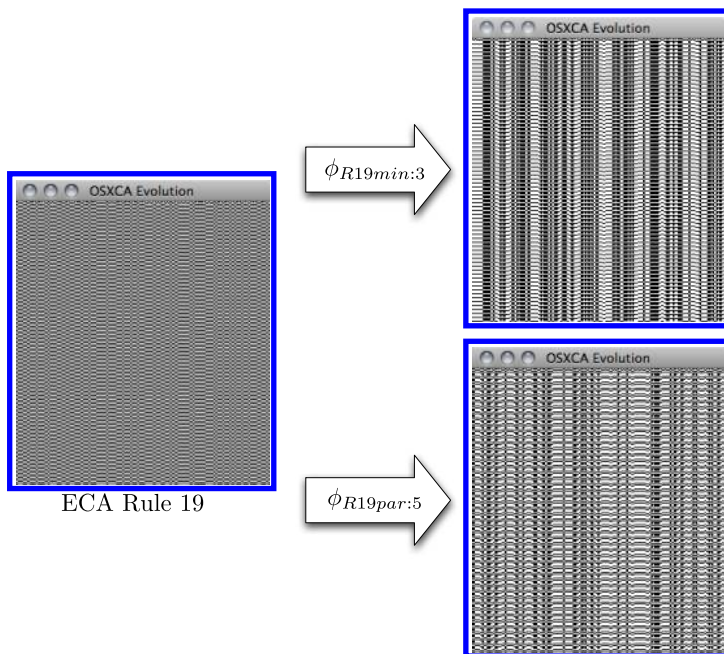 OSXCA Evolution
ϕR19min:3
OSXCA Evolution
ECA Rule 19
OSXCA Evolution
ϕR19par:5